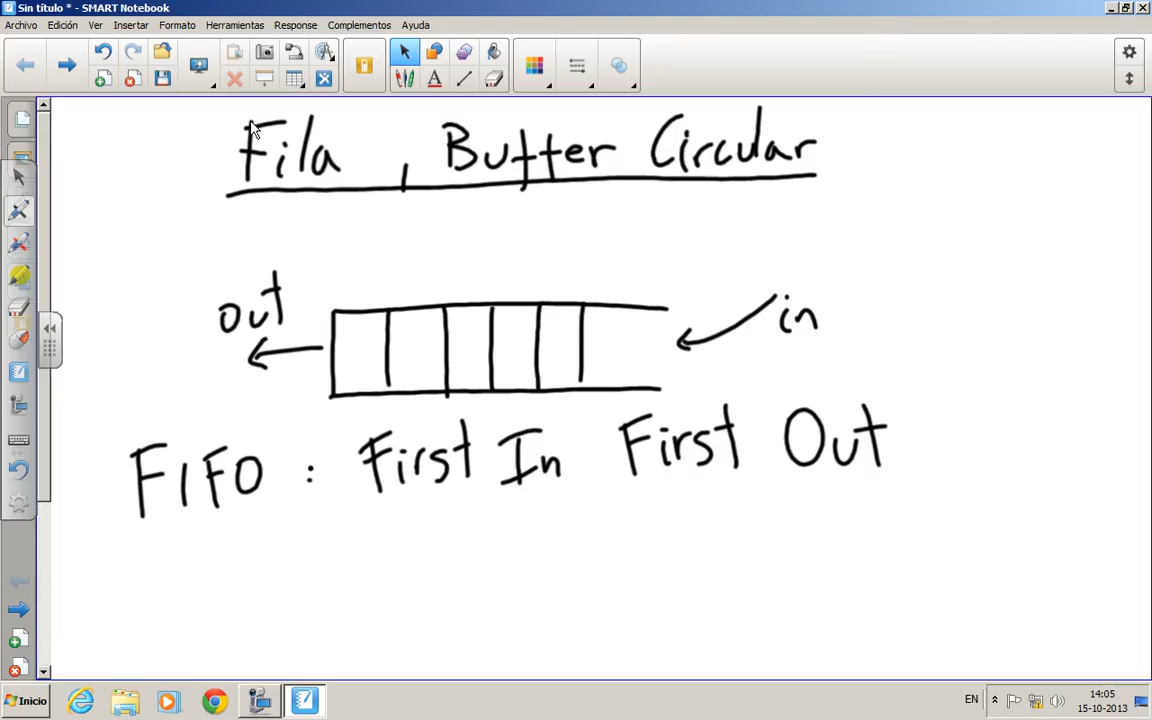 Sin título * - SMART Notebook
Archivo Edición Ver Insertar Formato Herramientas Response Complementos Ayuda
Fila , Buffer Circular
out
in
FIFO : First In First Out
Inicio
EN
14:05
15-10-2013